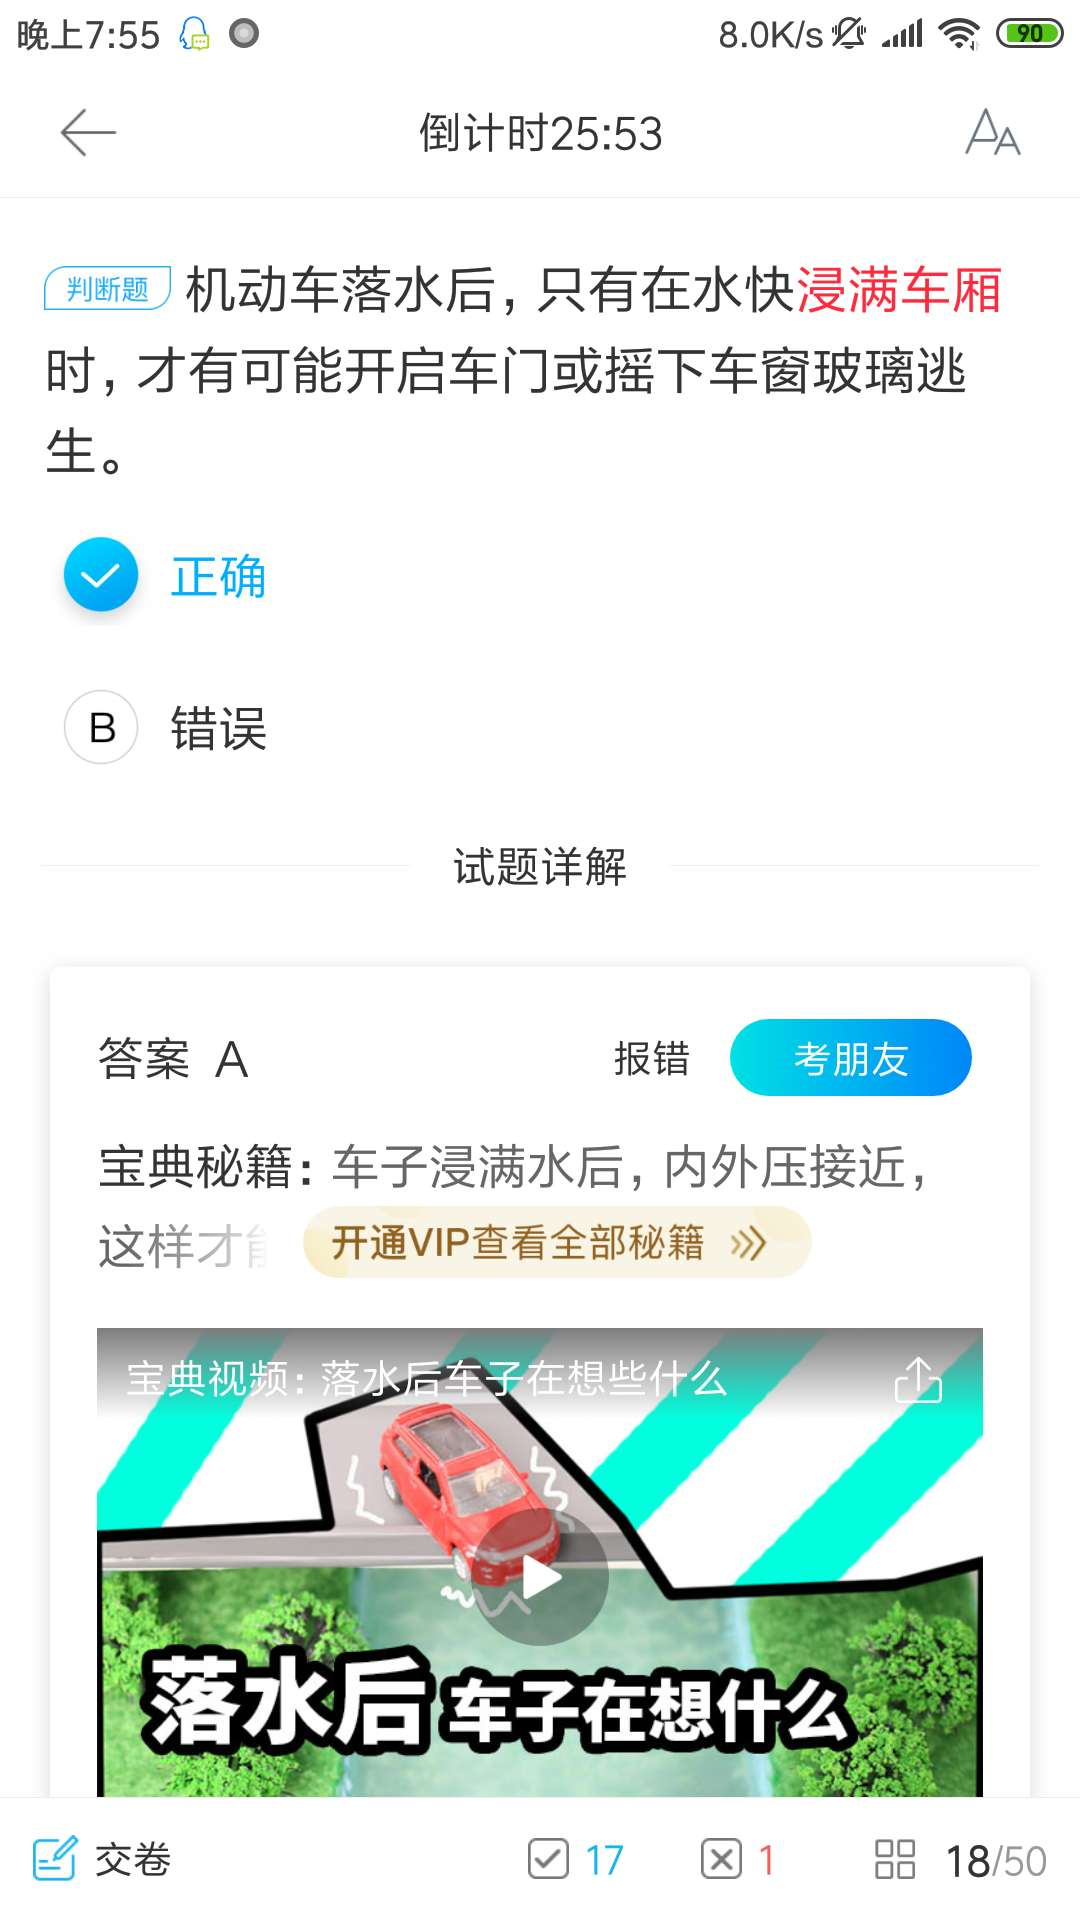 晚上7:55 8.0K/s 90
倒计时25:53
判断题 机动车落水后，只有在水快浸满车厢
时，才有可能开启车门或摇下车窗玻璃逃
生。
正确
B 错误
试题详解
答案 A 报错 考朋友
宝典秘籍：车子浸满水后，内外压接近，
这样才能 开通VIP查看全部秘籍
宝典视频：落水后车子在想些什么
落水后 车子在想什么
交卷 17 1 18/50